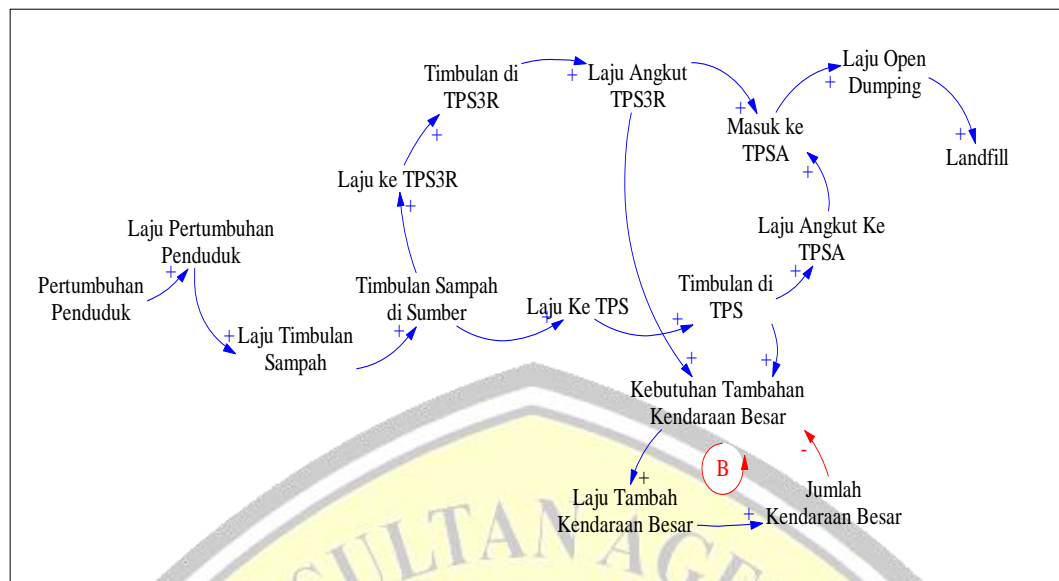 Timbulan di
TPS3R
+
Laju Angkut
TPS3R
Laju Open
Dumping
+
+
Masuk ke
TPSA
+
Landfill
+
Laju ke TPS3R
+
+
Laju Pertumbuhan
Penduduk
+
Pertumbuhan
Penduduk
Laju Angkut Ke
TPSA
+
Timbulan Sampah
di Sumber
+
Laju Ke TPS
+
Timbulan di
TPS
+
+
Laju Timbulan
Sampah
+
+
Kebutuhan Tambahan
Kendaraan Besar
B
-
+
Laju Tambah
Kendaraan Besar
+
Jumlah
Kendaraan Besar
SULTAN AGE